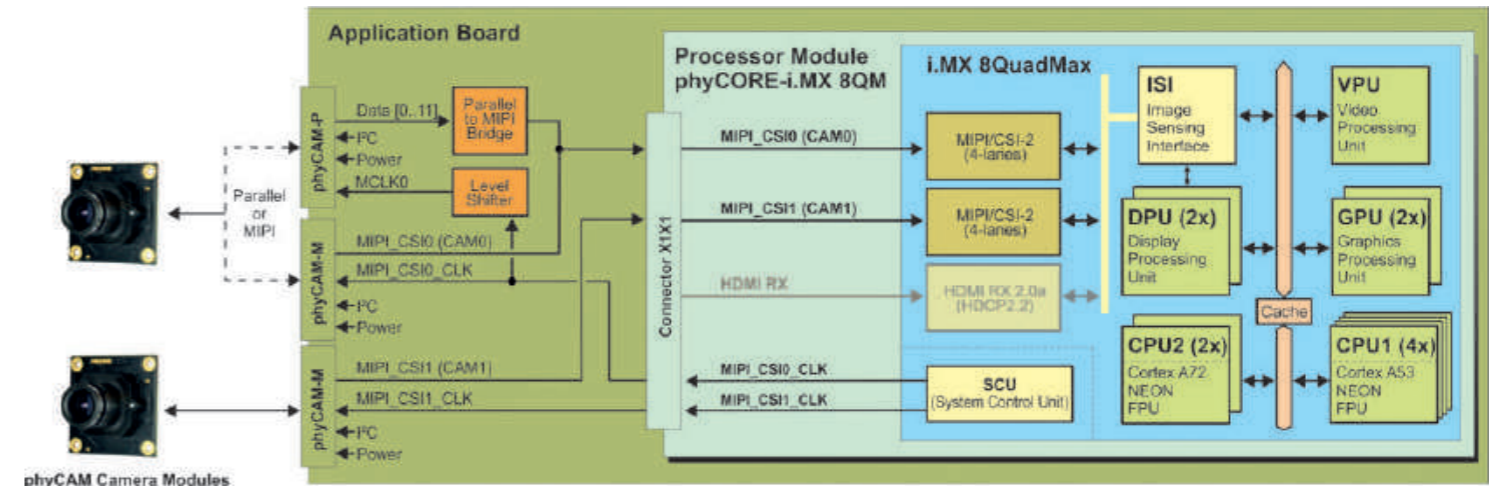 Application Board
Processor Module
phyCORE-i.MX 8QM
i.MX 8QuadMax
phyCAM-P
Data [0..11]
I²C
Power
MCLK0
Parallel
to MIPI
Bridge
Level
Shifter
Parallel
or
MIPI
phyCAM-M
MIPI_CSI0 (CAM0)
MIPI_CSI0_CLK
I²C
Power
phyCAM-M
MIPI_CSI1 (CAM1)
MIPI_CSI1_CLK
I²C
Power
phyCAM Camera Modules
Connector X1X1
MIPI_CSI0 (CAM0)
MIPI_CSI1 (CAM1)
HDMI RX
MIPI_CSI0_CLK
MIPI_CSI1_CLK
MIPI/CSI-2
(4-lanes)
MIPI/CSI-2
(4-lanes)
HDMI RX 2.0a
(HDCP2.2)
SCU
(System Control Unit)
ISI
Image
Sensing
Interface
VPU
Video
Processing
Unit
DPU (2x)
Display
Processing
Unit
GPU (2x)
Graphics
Processing
Unit
Cache
CPU2 (2x)
Cortex A72
NEON
FPU
CPU1 (4x)
Cortex A53
NEON
FPU